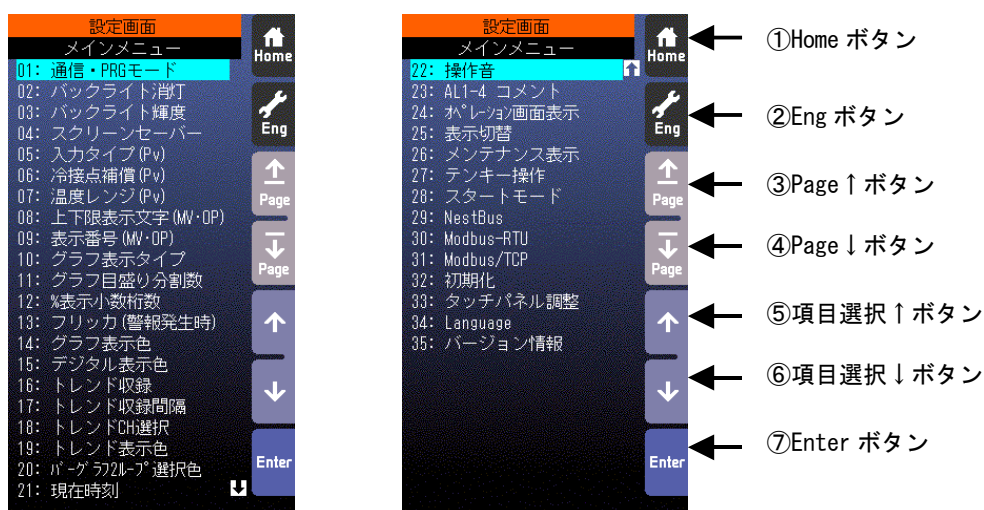 設定画面
メインメニュー
01: 通信・PRGモード
02: バックライト消灯
03: バックライト輝度
04: スクリーンセーバー
05: 入力タイプ(Pv)
06: 冷接点補償(Pv)
07: 温度レンジ(Pv)
08: 上下限表示文字(MV・OP)
09: 表示番号(MV・OP)
10: グラフ表示タイプ
11: グラフ目盛り分割数
12: %表示小数桁数
13: フリッカ(警報発生時)
14: グラフ表示色
15: デジタル表示色
16: トレンド収録
17: トレンド収録間隔
18: トレンドCH選択
19: トレンド表示色
20: バーグラフ2ループ選択色
21: 現在時刻
Home
Eng
Page
Page
Enter
設定画面
メインメニュー
22: 操作音
23: AL1-4 コメント
24: オペレーション画面表示
25: 表示切替
26: メンテナンス表示
27: テンキー操作
28: スタートモード
29: NestBus
30: Modbus-RTU
31: Modbus/TCP
32: 初期化
33: タッチパネル調整
34: Language
35: バージョン情報
Home
Eng
Page
Page
Enter
①Home ボタン
②Eng ボタン
③Page↑ボタン
④Page↓ボタン
⑤項目選択↑ボタン
⑥項目選択↓ボタン
⑦Enter ボタン